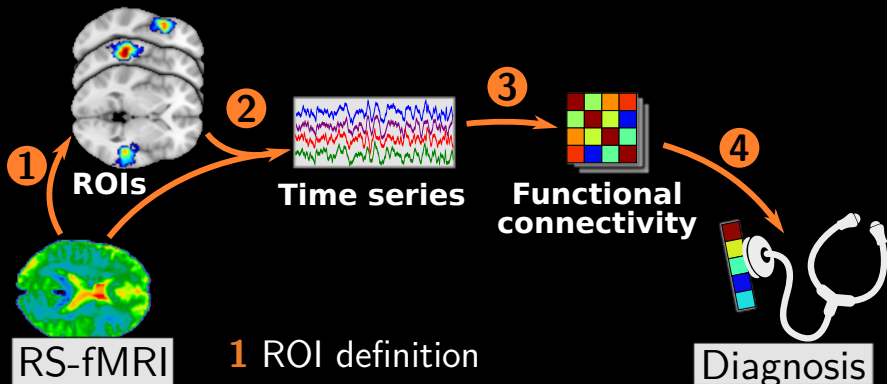 1
ROIs
2
Time series
3
Functional
connectivity
4
RS-fMRI
1 ROI definition
Diagnosis